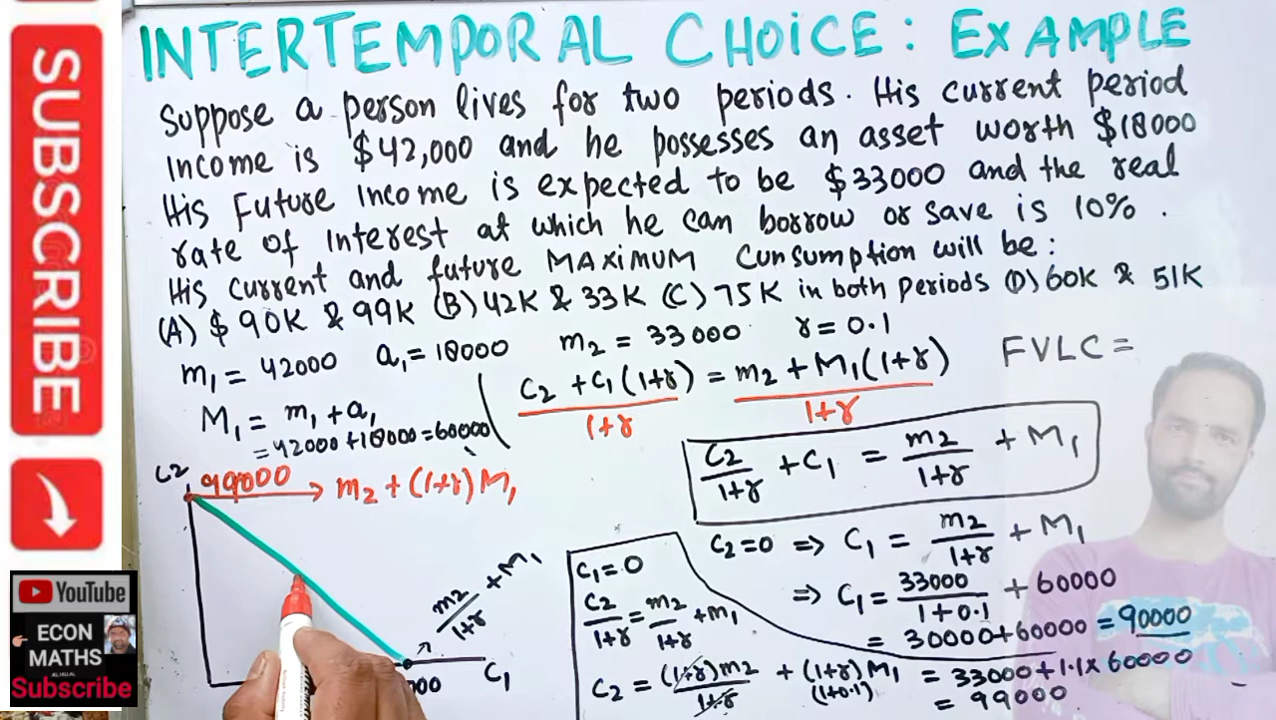 SUBSCRIBE
INTERTEMPORAL CHOICE: EXAMPLE
Suppose a person lives for two periods. His current period
income is $42,000 and he possesses an asset worth $18000
His Future income is expected to be $33000 and the real
rate of interest at which he can borrow or save is 10%.
His current and future MAXIMUM Consumption will be:
(A) $90K & 99K (B) 42K & 33K (C) 75K in both periods (D) 60K & 51K
m₁ = 42000 a₁ = 18000 m₂ = 33000 r = 0.1
M₁ = m₁ + a₁
= 42000 + 18000 = 60000
C₂ + C₁(1+r) = m₂ + M₁(1+r)
1+r 1+r
FVLC =
C₂/1+r + C₁ = m₂/1+r + M₁
C₂
99000 → m₂ + (1+r) M₁
m₂/1+r + M₁
000 C₁
C₂=0 ⇒ C₁ = m₂/1+r + M₁
⇒ C₁ = 33000/1+0.1 + 60000
= 30000+60000 = 90000
C₁=0
C₂/1+r = m₂/1+r + M₁
C₂ = (1+r)m₂/1+r + (1+r)M₁ = 33000+1.1×60000
(1+0.1) = 99000
YouTube
ECON
MATHS
Subscribe